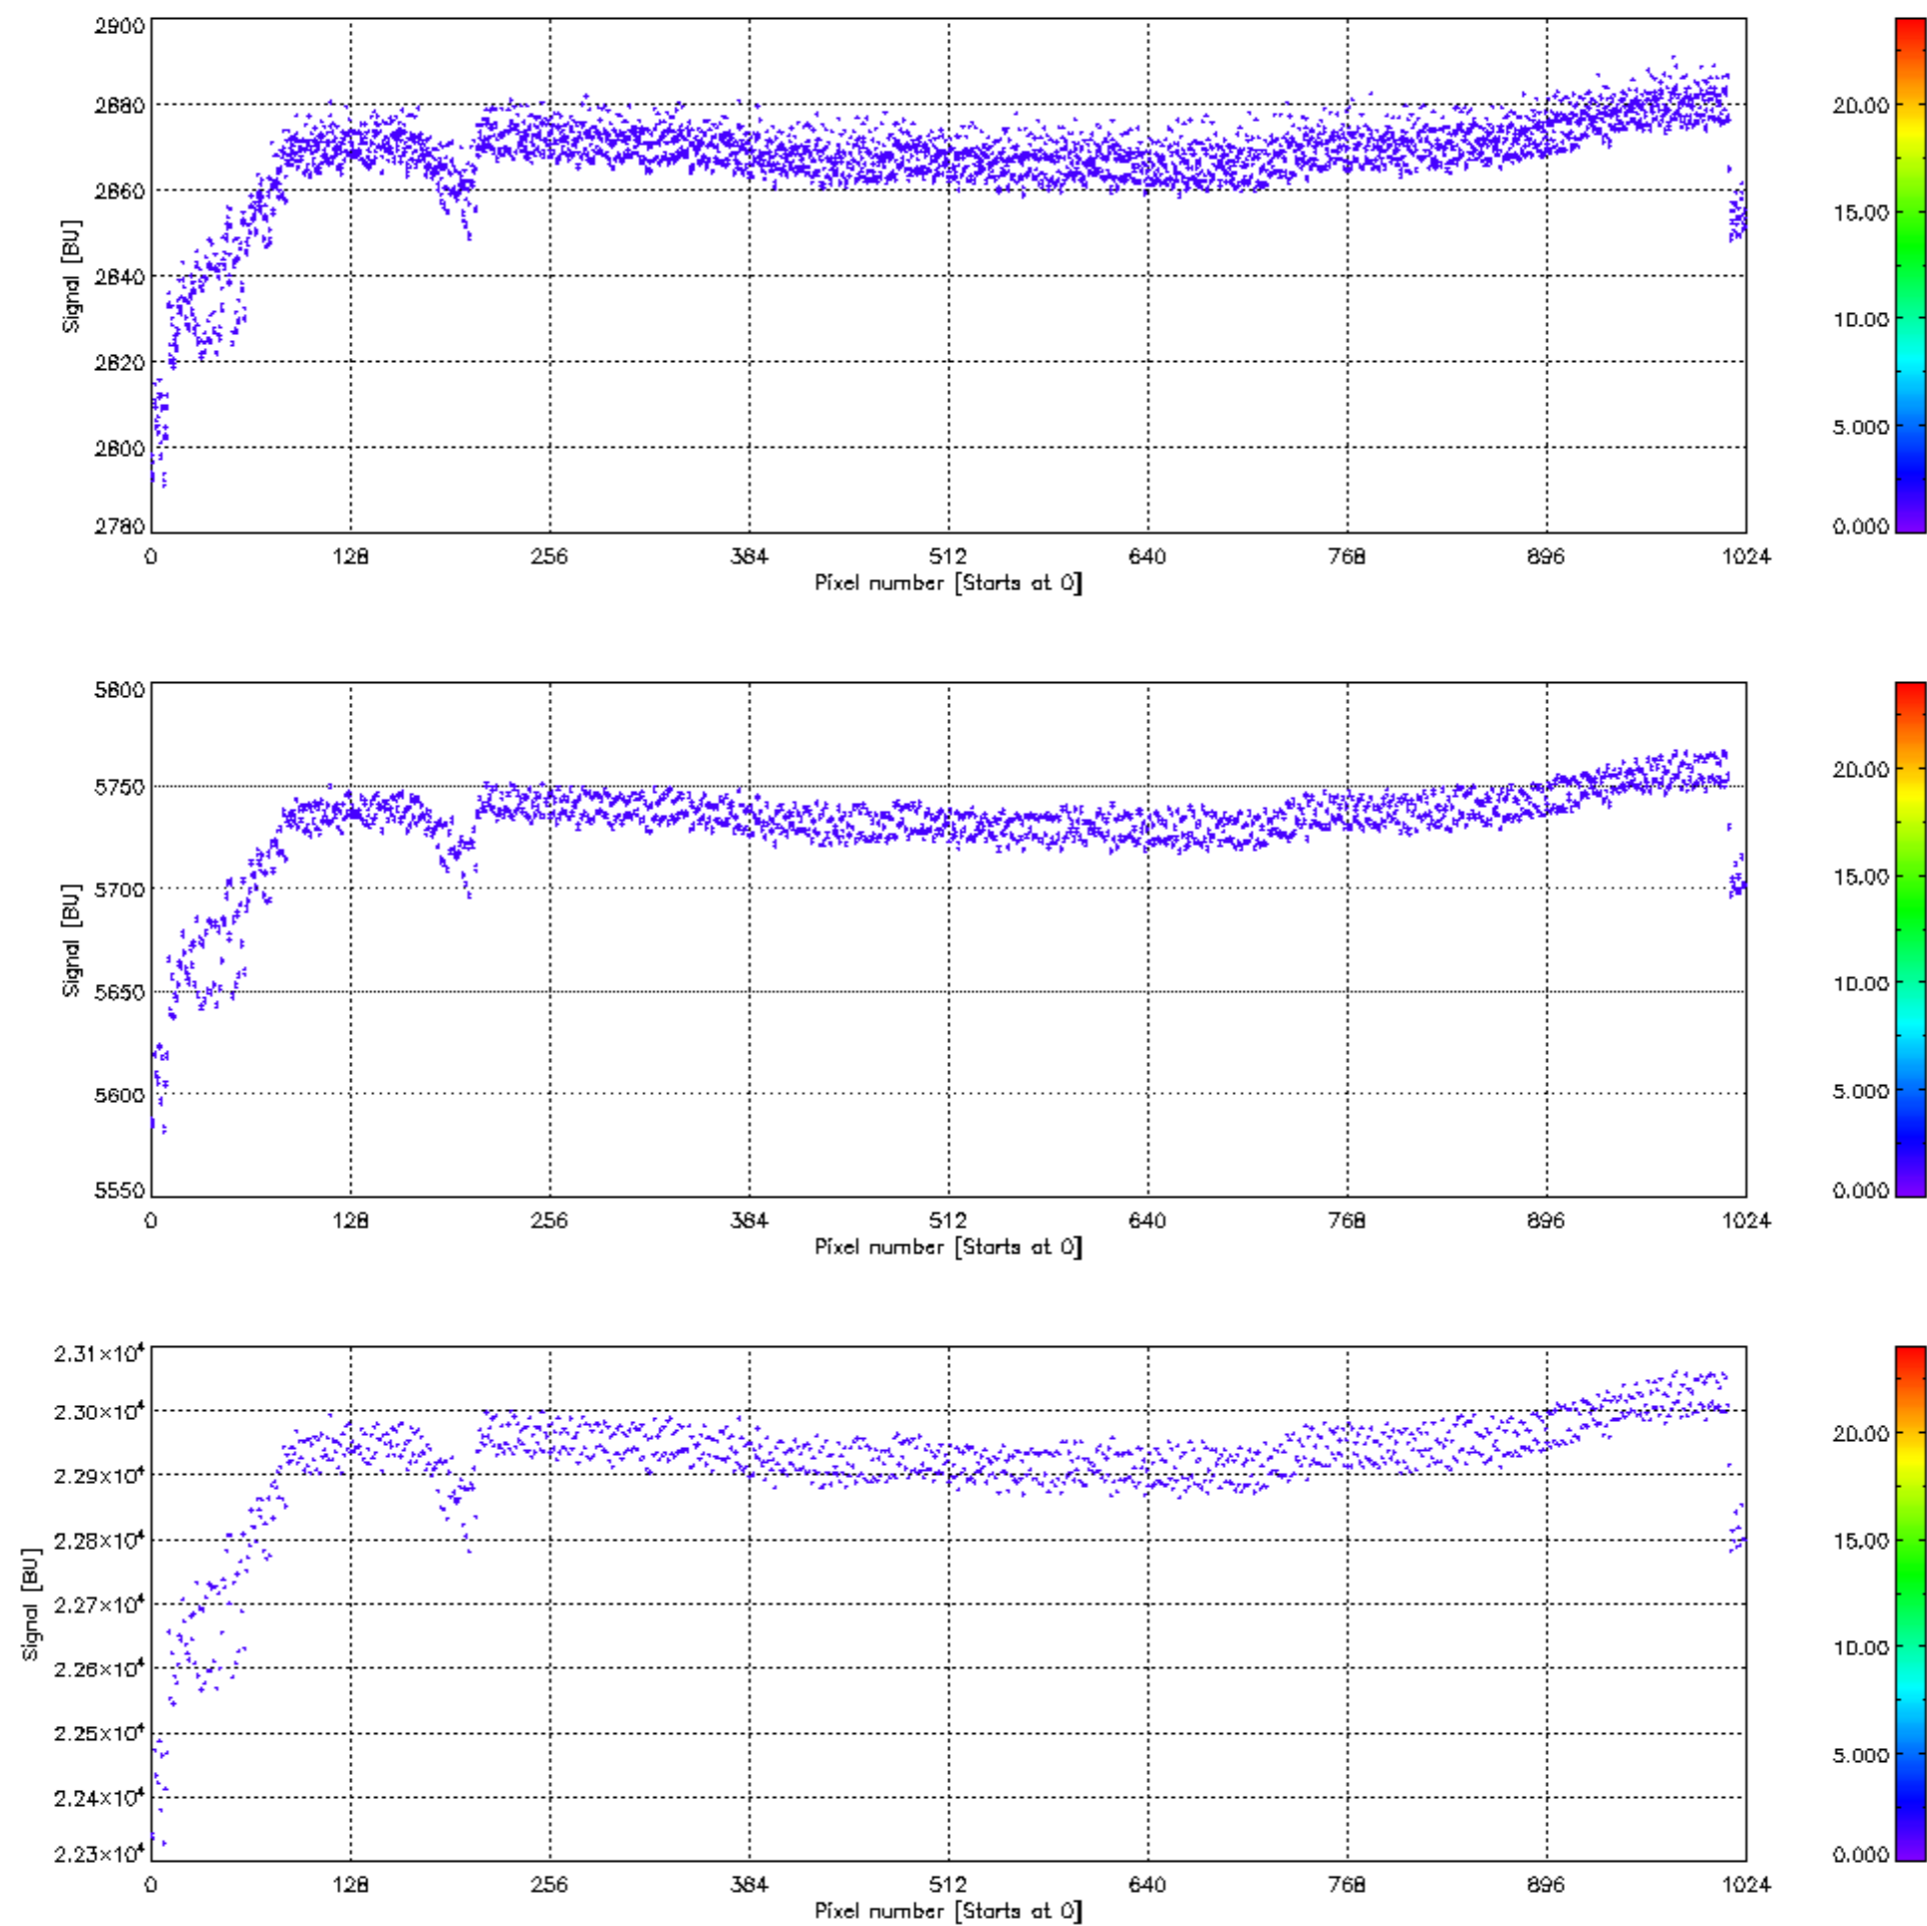 2900
2880 20.00
2860 15.00
2840
2820 10.00
2800 5.000
2780 0.000
Signal [BU]
0 128 256 384 512 640 768 896 1024
Pixel number [Starts at 0]
5800
5750 20.00
5700 15.00
5650 10.00
5600 5.000
5550 0.000
Signal [BU]
0 128 256 384 512 640 768 896 1024
Pixel number [Starts at 0]
2.31×10⁴
2.30×10⁴ 20.00
2.29×10⁴
2.28×10⁴ 15.00
2.27×10⁴
2.26×10⁴ 10.00
2.25×10⁴ 5.000
2.24×10⁴
2.23×10⁴ 0.000
Signal [BU]
0 128 256 384 512 640 768 896 1024
Pixel number [Starts at 0]